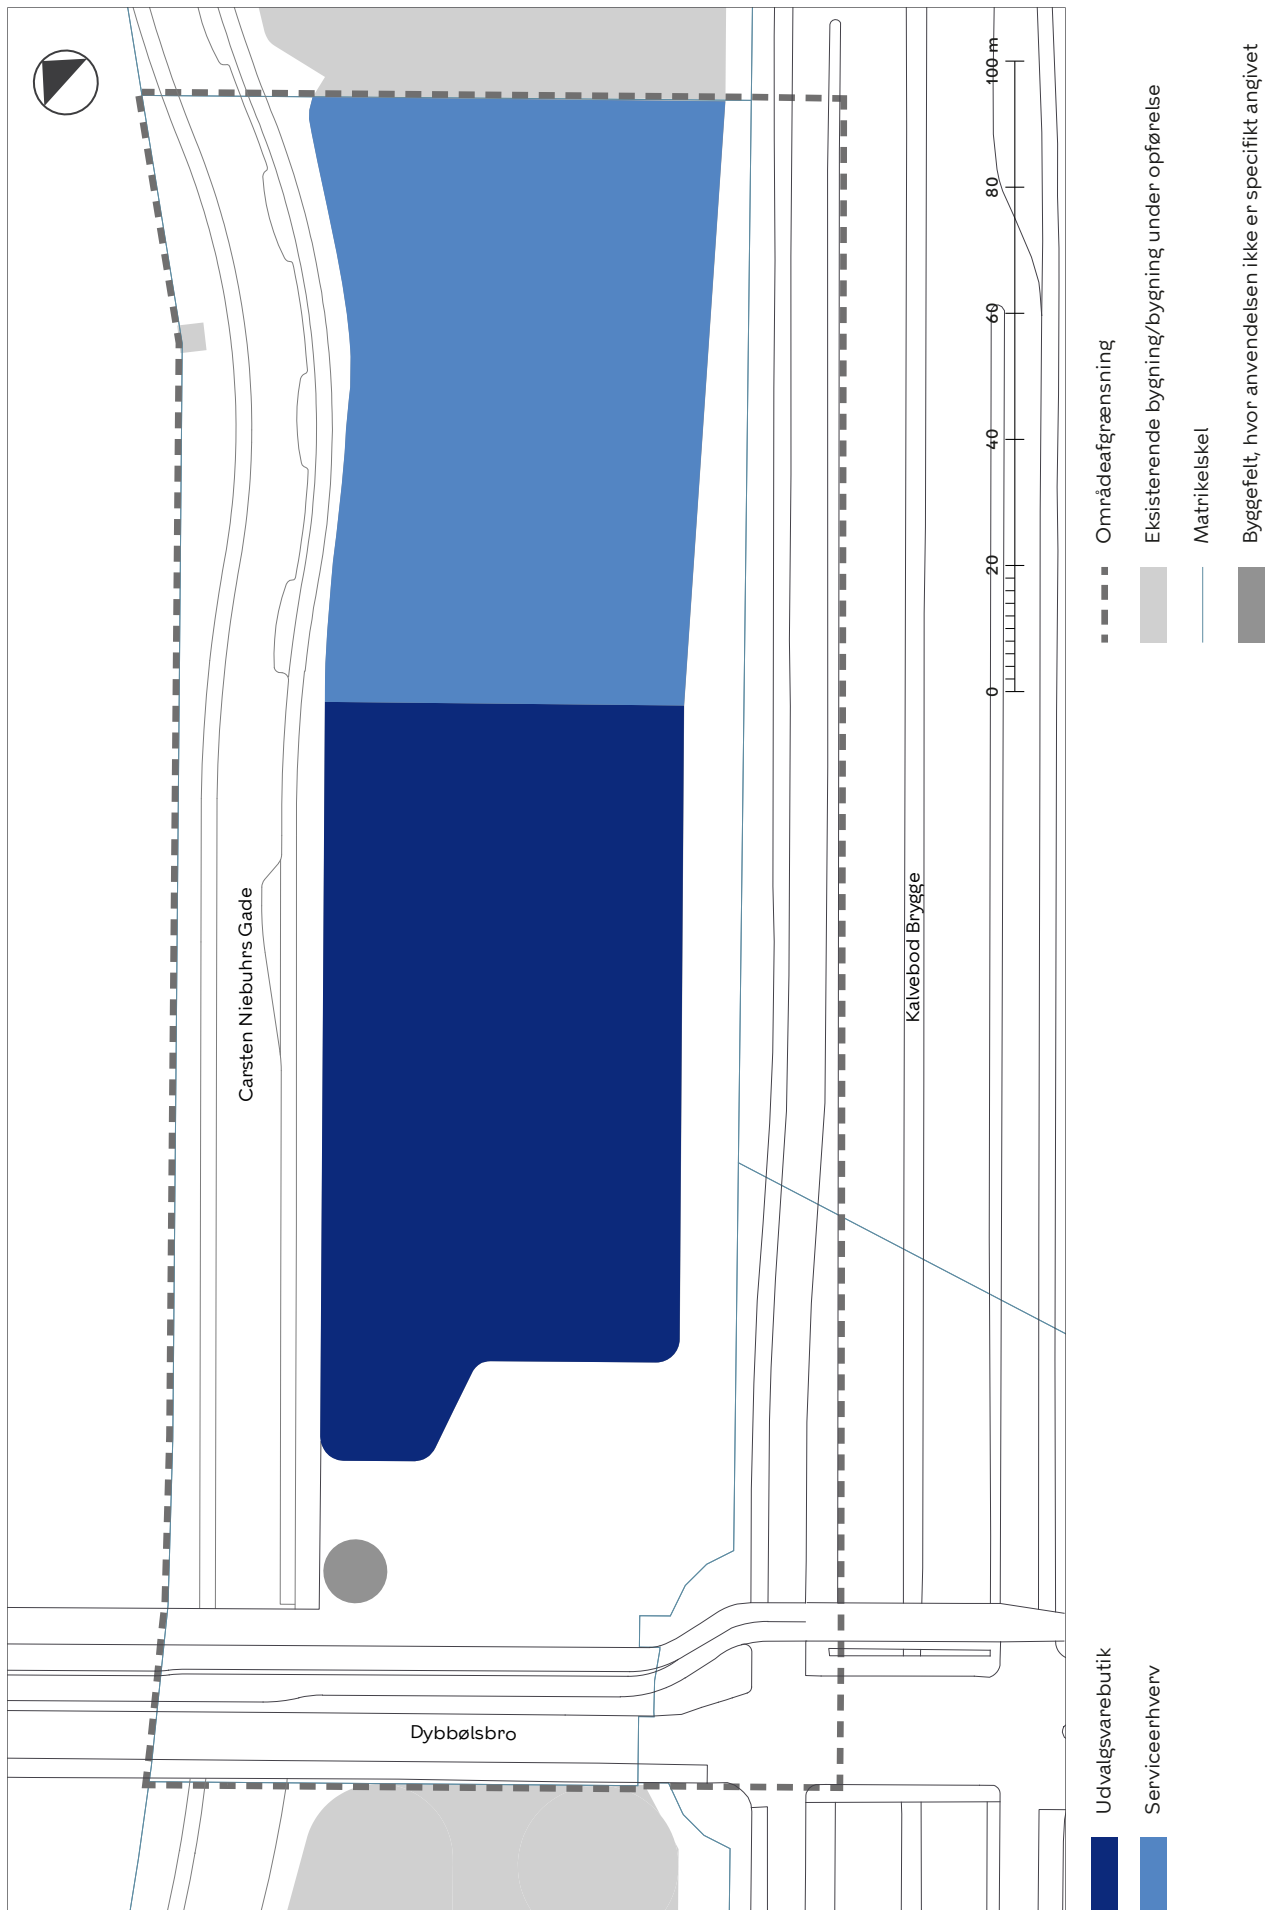 Carsten Niebuhrs Gade
Kalvebod Brygge
Dybbølsbro
0
20
40
60
80
100 m
Udvalgsvarebutik
Serviceerhverv
Områdeafgrænsning
Eksisterende bygning/bygning under opførelse
Matrikelskel
Byggefelt, hvor anvendelsen ikke er specifikt angivet